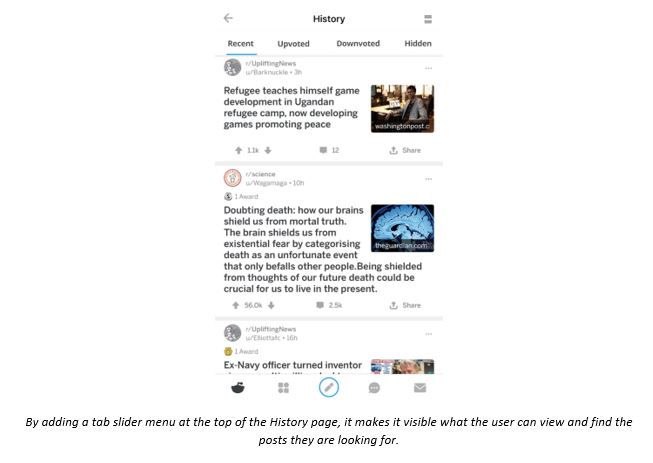 History
Recent Upvoted Downvoted Hidden
r/UpliftingNews
u/Barknuckle • 3h
Refugee teaches himself game
development in Ugandan
refugee camp, now developing
games promoting peace
washingtonpost.c
1.1k 12 Share
r/science
u/Wagamaga • 10h
1 Award
Doubting death: how our brains
shield us from mortal truth.
The brain shields us from
existential fear by categorising
death as an unfortunate event
that only befalls other people.Being shielded
from thoughts of our future death could be
crucial for us to live in the present.
theguardian.com
56.0k 2.5k Share
r/UpliftingNews
u/Elliottafc • 16h
1 Award
Ex-Navy officer turned inventor
By adding a tab slider menu at the top of the History page, it makes it visible what the user can view and find the
posts they are looking for.